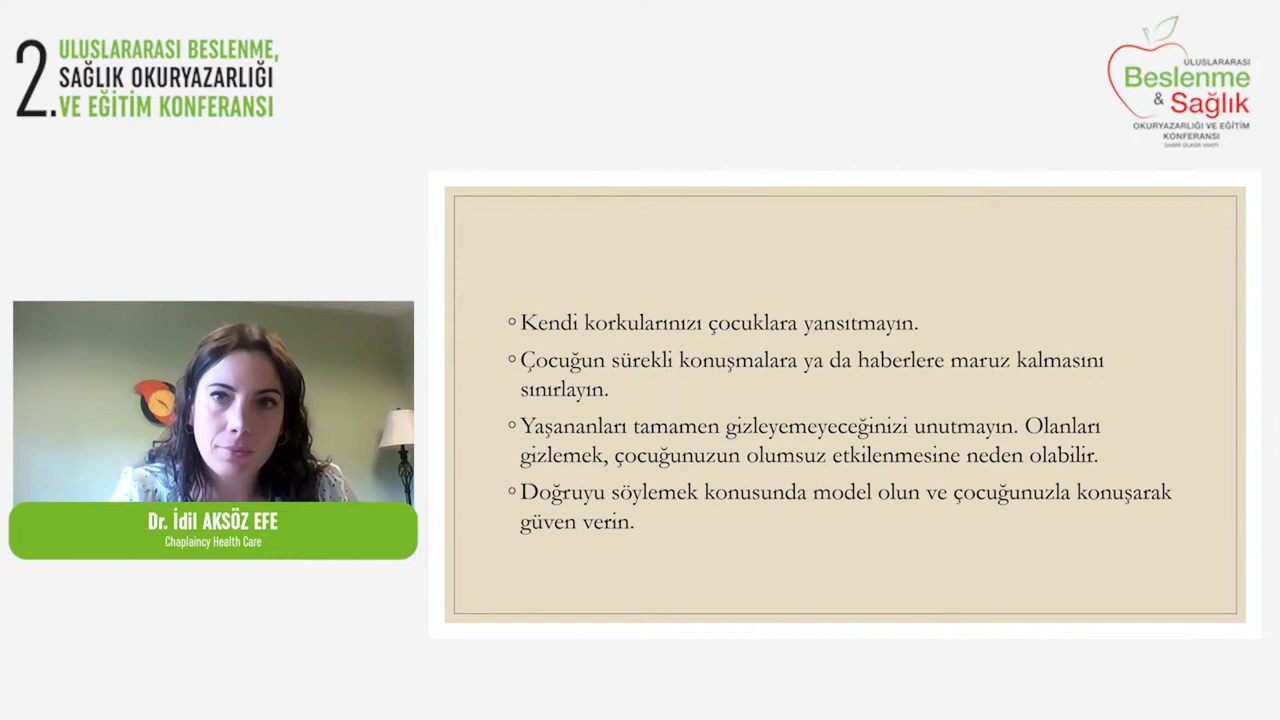 2.
ULUSLARARASI BESLENME,
SAĞLIK OKURYAZARLIĞI
VE EĞİTİM KONFERANSI
ULUSLARARASI
Beslenme
& Sağlık
OKURYAZARLIĞI VE EĞİTİM
KONFERANSI
SABRİ ÜLKER VAKFI
◦ Kendi korkularınızı çocuklara yansıtmayın.
◦ Çocuğun sürekli konuşmalara ya da haberlere maruz kalmasını
sınırlayın.
◦ Yaşananları tamamen gizleyemeyeceğinizi unutmayın. Olanları
gizlemek, çocuğunuzun olumsuz etkilenmesine neden olabilir.
◦ Doğruyu söylemek konusunda model olun ve çocuğunuzla konuşarak
güven verin.
Dr. İdil AKSÖZ EFE
Chaplaincy Health Care